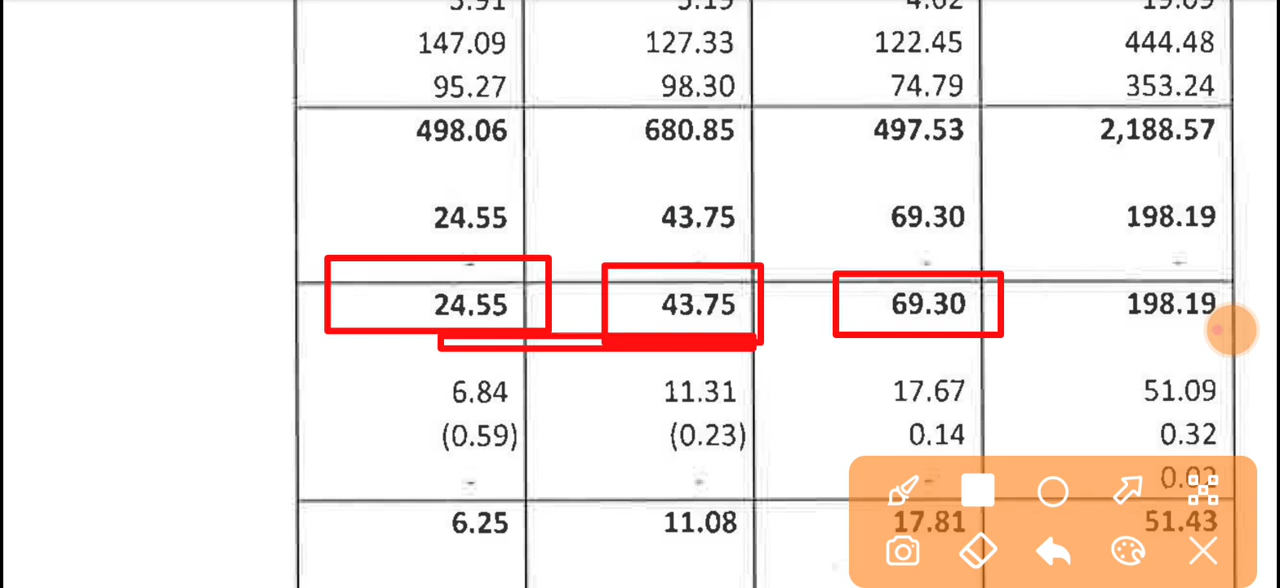 147.09 127.33 122.45 444.48
95.27 98.30 74.79 353.24
498.06 680.85 497.53 2,188.57
24.55 43.75 69.30 198.19
- - - -
24.55 43.75 69.30 198.19
6.84 11.31 17.67 51.09
(0.59) (0.23) 0.14 0.32
- - -
6.25 11.08 17.81 51.43